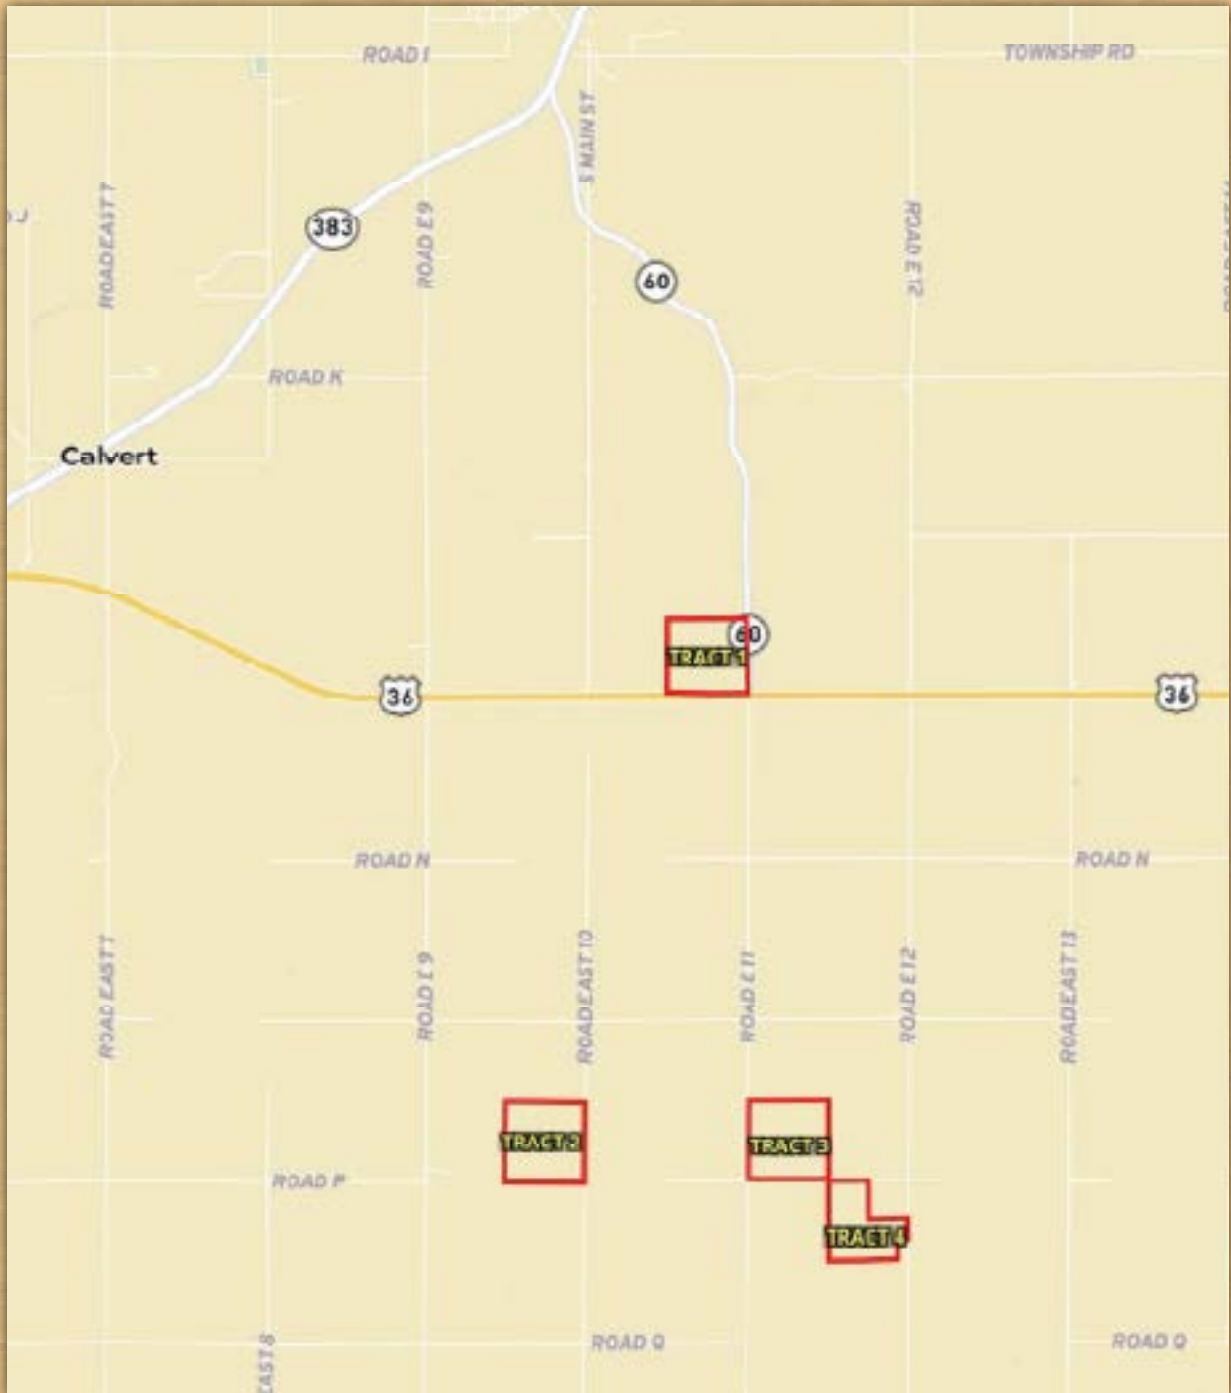 ROAD I
TOWNSHIP RD
S MAIN ST
ROAD EAST 7
383
ROAD E 9
ROAD E 12
60
ROAD K
Calvert
60
TRACT 1
36
36
ROAD N
ROAD N
ROAD EAST 7
ROAD E 9
ROAD EAST 10
ROAD E 11
ROAD E 12
ROAD EAST 13
TRACT 2
TRACT 3
ROAD P
TRACT 4
ROAD Q
ROAD Q
EAST 8